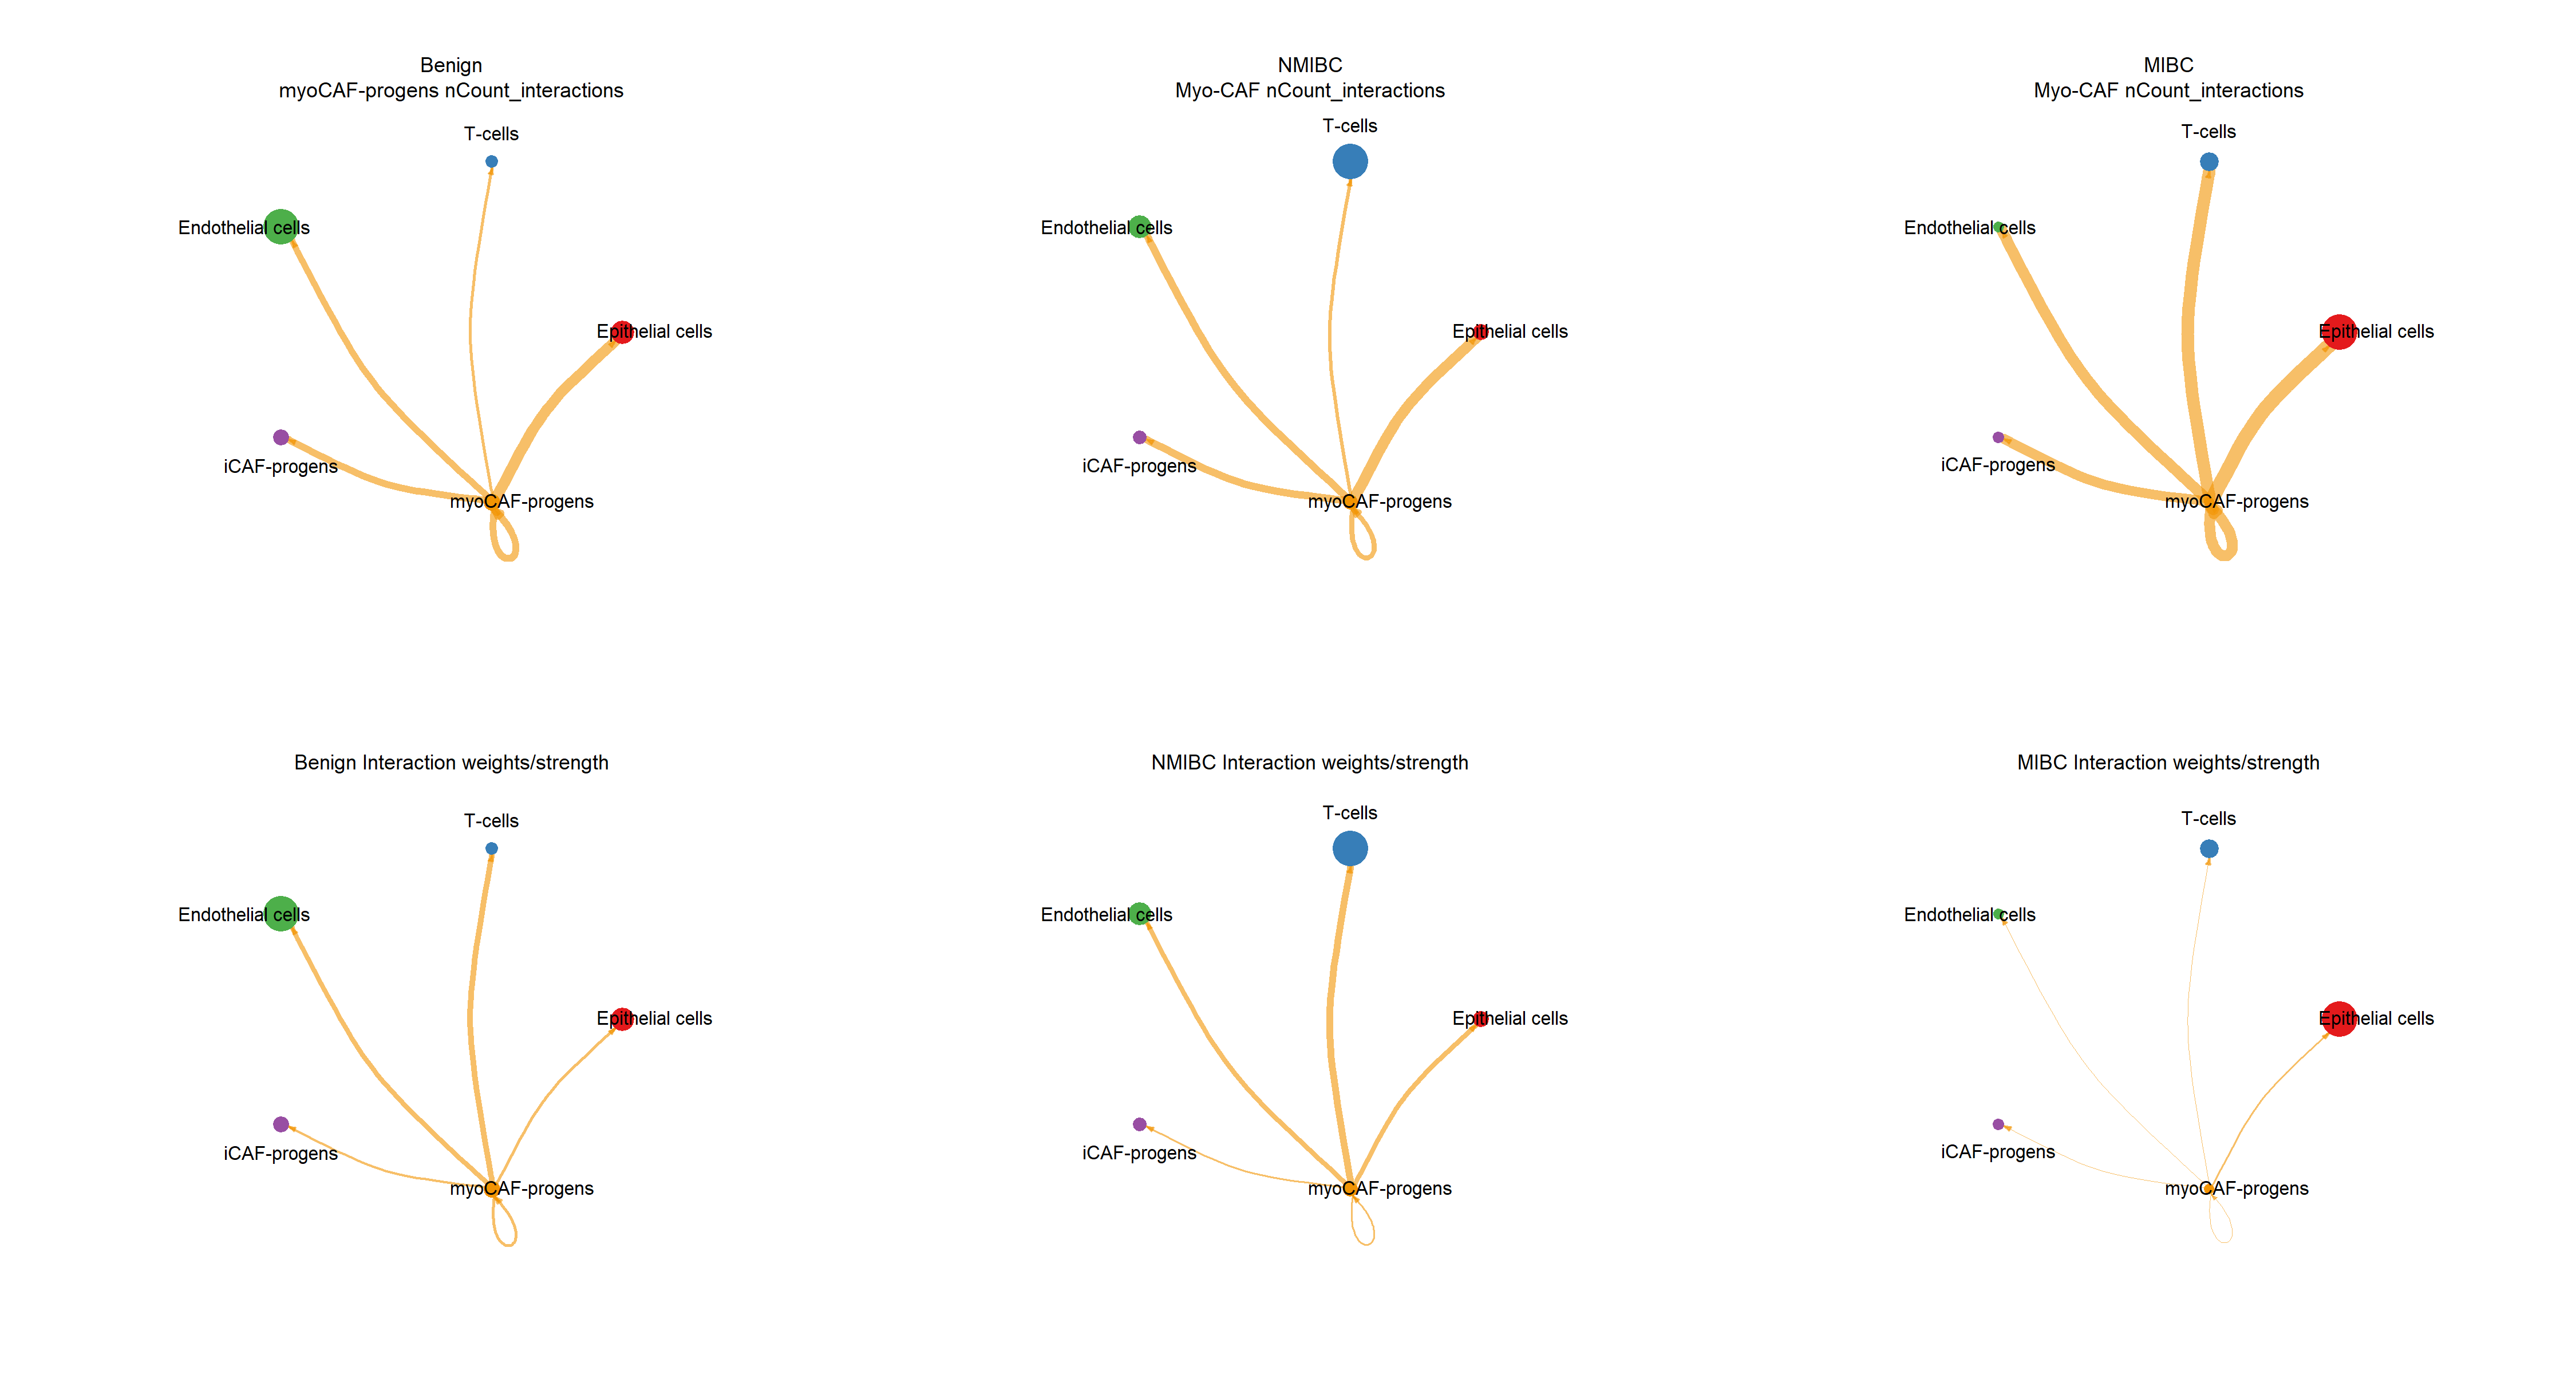 Benign
myoCAF-progens nCount_interactions
T-cells
Endothelial cells
Epithelial cells
iCAF-progens
myoCAF-progens
NMIBC
Myo-CAF nCount_interactions
T-cells
Endothelial cells
Epithelial cells
iCAF-progens
myoCAF-progens
MIBC
Myo-CAF nCount_interactions
T-cells
Endothelial cells
Epithelial cells
iCAF-progens
myoCAF-progens
Benign Interaction weights/strength
T-cells
Endothelial cells
Epithelial cells
iCAF-progens
myoCAF-progens
NMIBC Interaction weights/strength
T-cells
Endothelial cells
Epithelial cells
iCAF-progens
myoCAF-progens
MIBC Interaction weights/strength
T-cells
Endothelial cells
Epithelial cells
iCAF-progens
myoCAF-progens